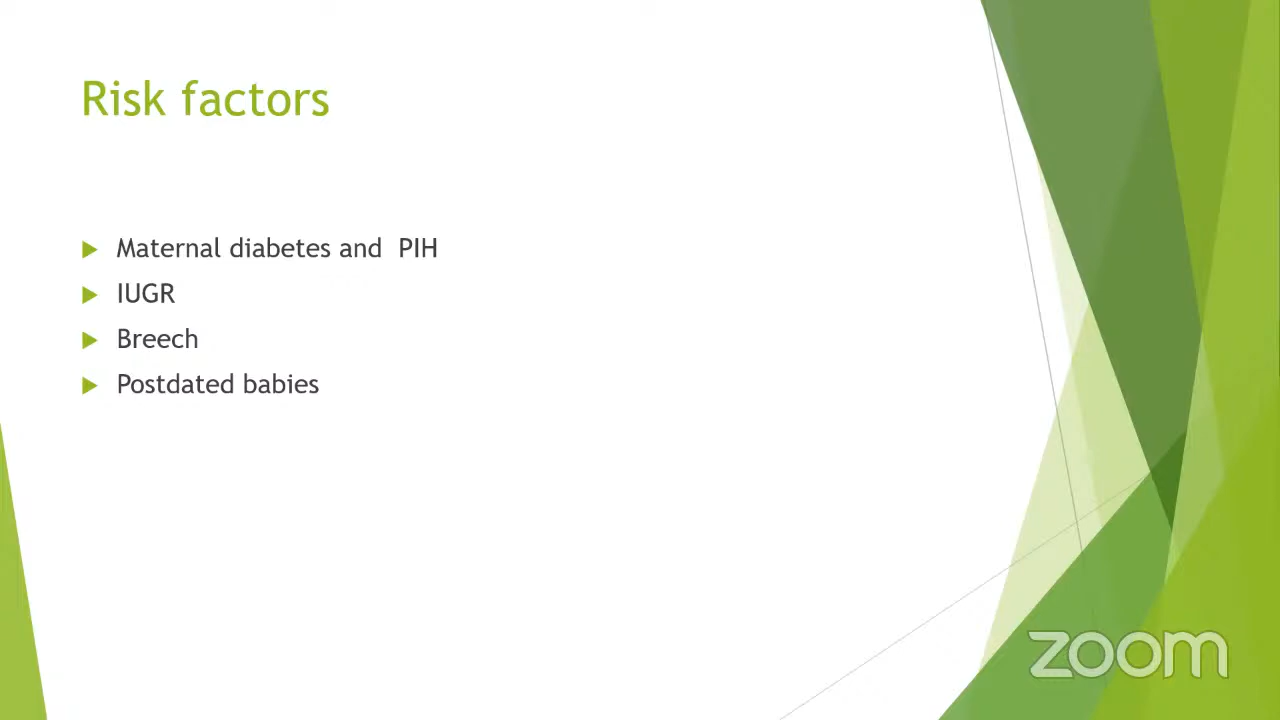 Risk factors
Maternal diabetes and PIH
IUGR
Breech
Postdated babies
zoom